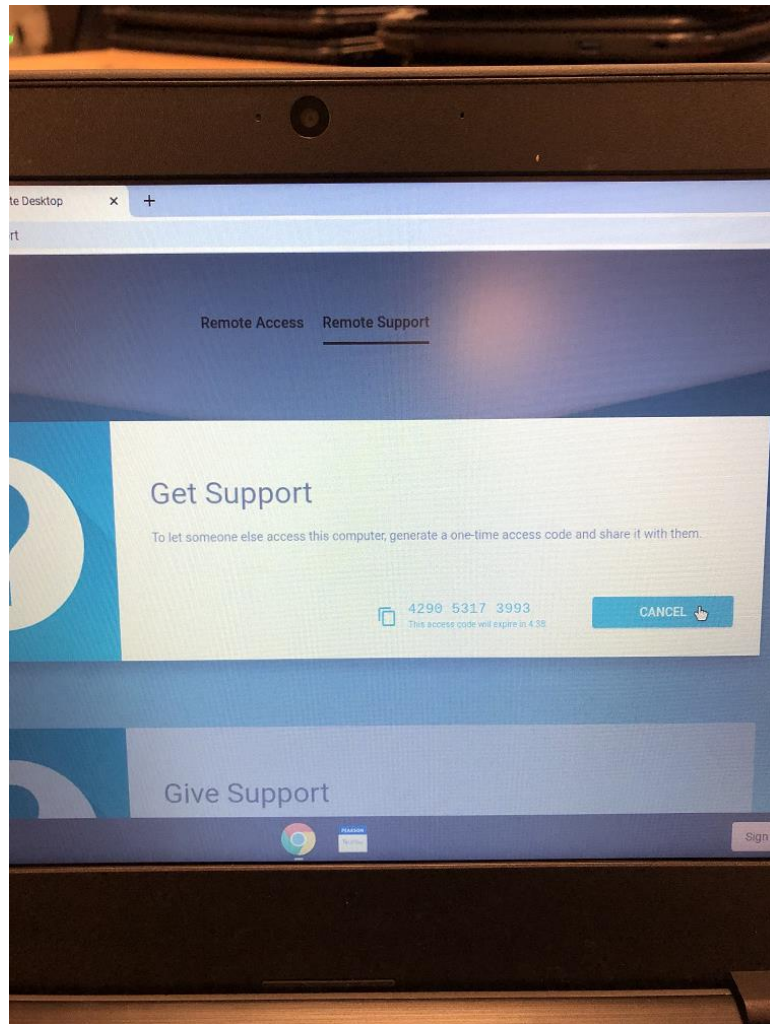 te Desktop
rt
Remote Access Remote Support
Get Support
To let someone else access this computer, generate a one-time access code and share it with them.
4290 5317 3993
This access code will expire in 4:38
CANCEL
Give Support
PEARSON
Sign